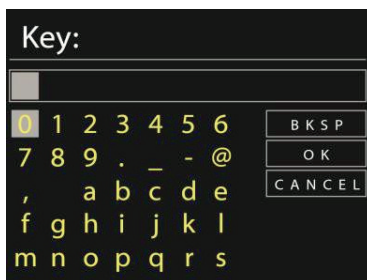 Key:
0 1 2 3 4 5 6
BKSP
7 8 9 . _ - @
OK
, a b c d e
CANCEL
f g h i j k l
m n o p q r s